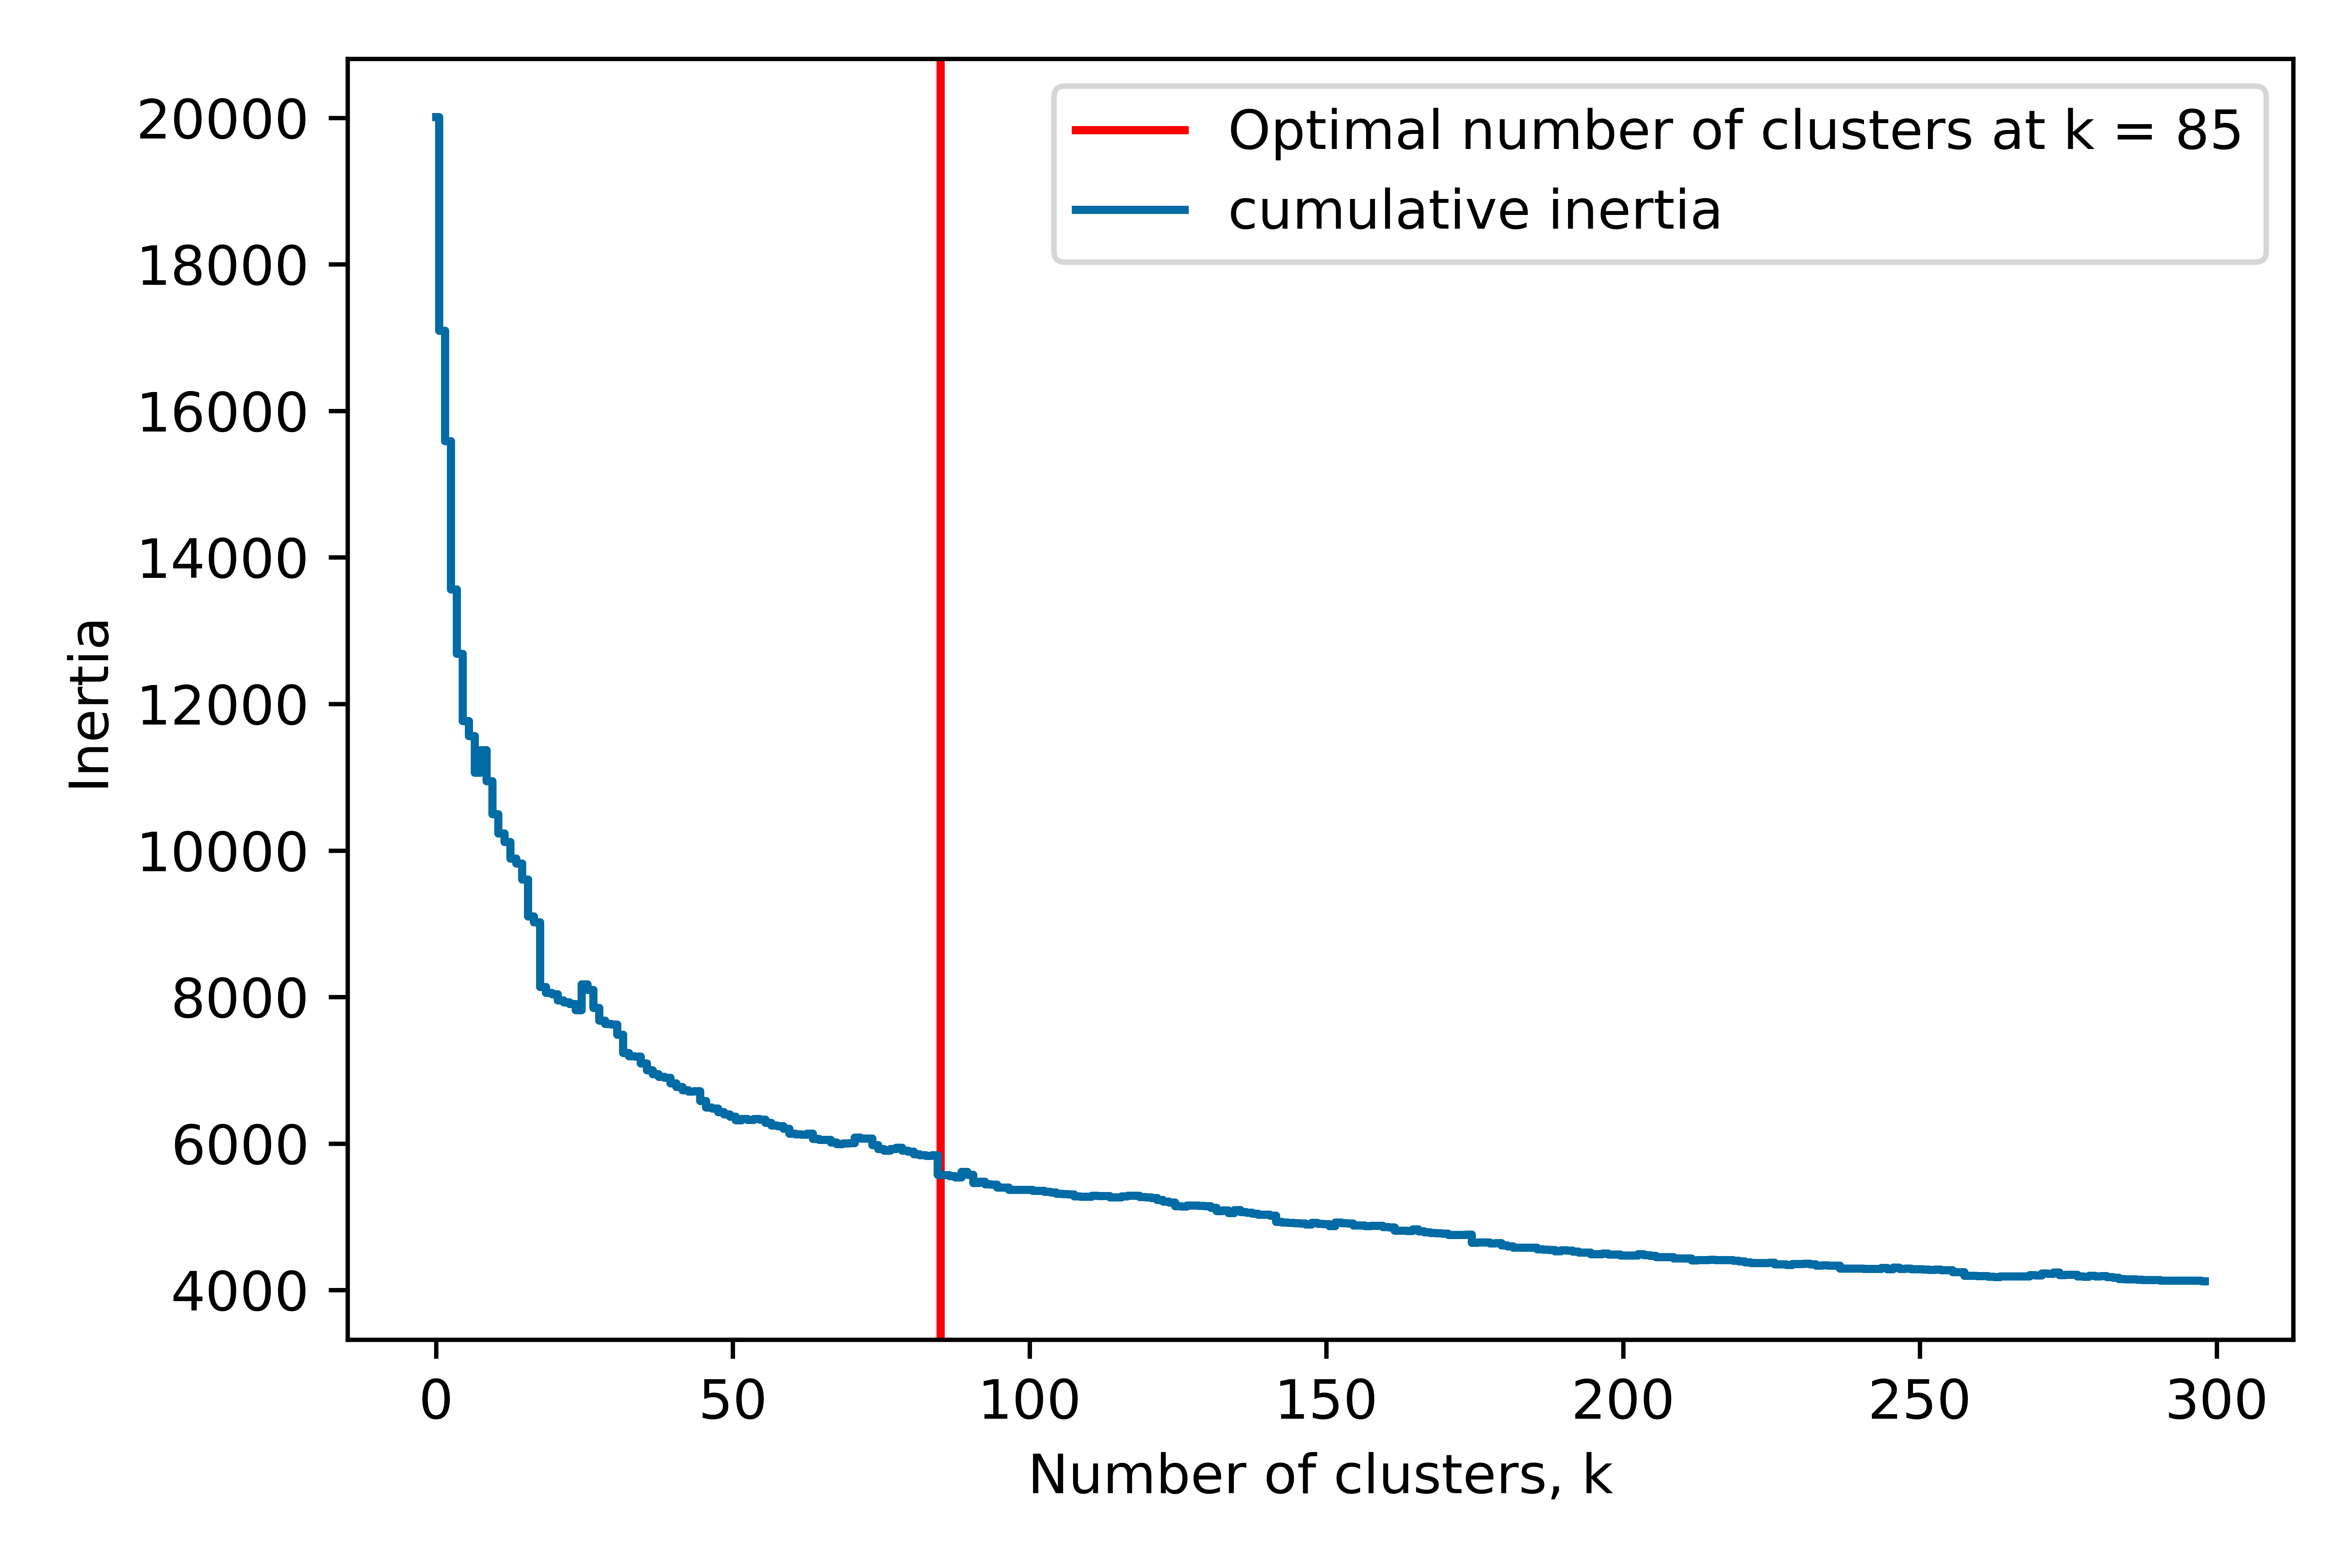 Optimal number of clusters at k = 85
cumulative inertia
20000
18000
16000
14000
12000
10000
8000
6000
4000
Inertia
0 50 100 150 200 250 300
Number of clusters, k